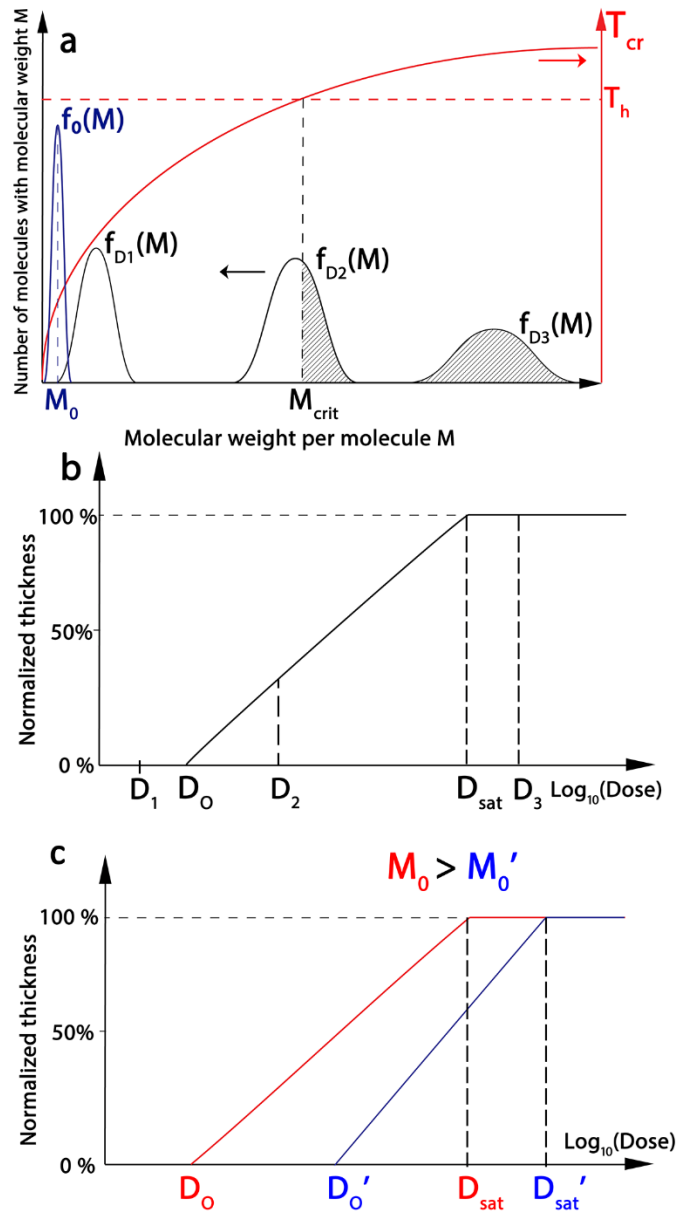 a
Number of molecules with molecular weight M
T_cr
T_h
f_0(M)
f_D1(M)
f_D2(M)
f_D3(M)
M_0
M_crit
Molecular weight per molecule M
b
Normalized thickness
100 %
50%
0 %
D_1
D_O
D_2
D_sat
D_3
Log_10(Dose)
c
M_0 > M_0'
Normalized thickness
100 %
50 %
0 %
Log_10(Dose)
D_O
D_O'
D_sat
D_sat'